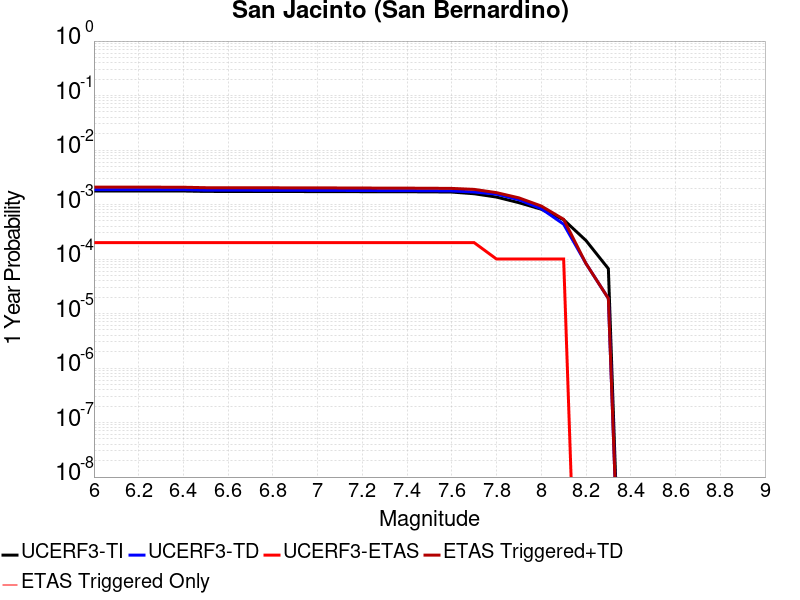 San Jacinto (San Bernardino)
10^0
10^-1
10^-2
10^-3
10^-4
10^-5
10^-6
10^-7
10^-8
1 Year Probability
6 6.2 6.4 6.6 6.8 7 7.2 7.4 7.6 7.8 8 8.2 8.4 8.6 8.8 9
Magnitude
UCERF3-TI UCERF3-TD UCERF3-ETAS ETAS Triggered+TD
ETAS Triggered Only